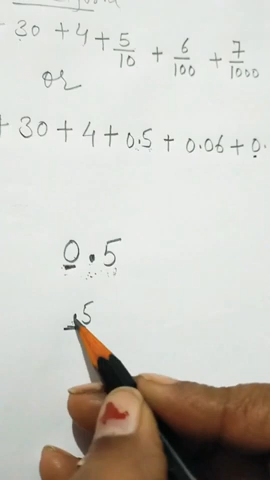 30 + 4 + 5/10 + 6/100 + 7/1000
or
+ 30 + 4 + 0.5 + 0.06 + 0.
0.5
.5